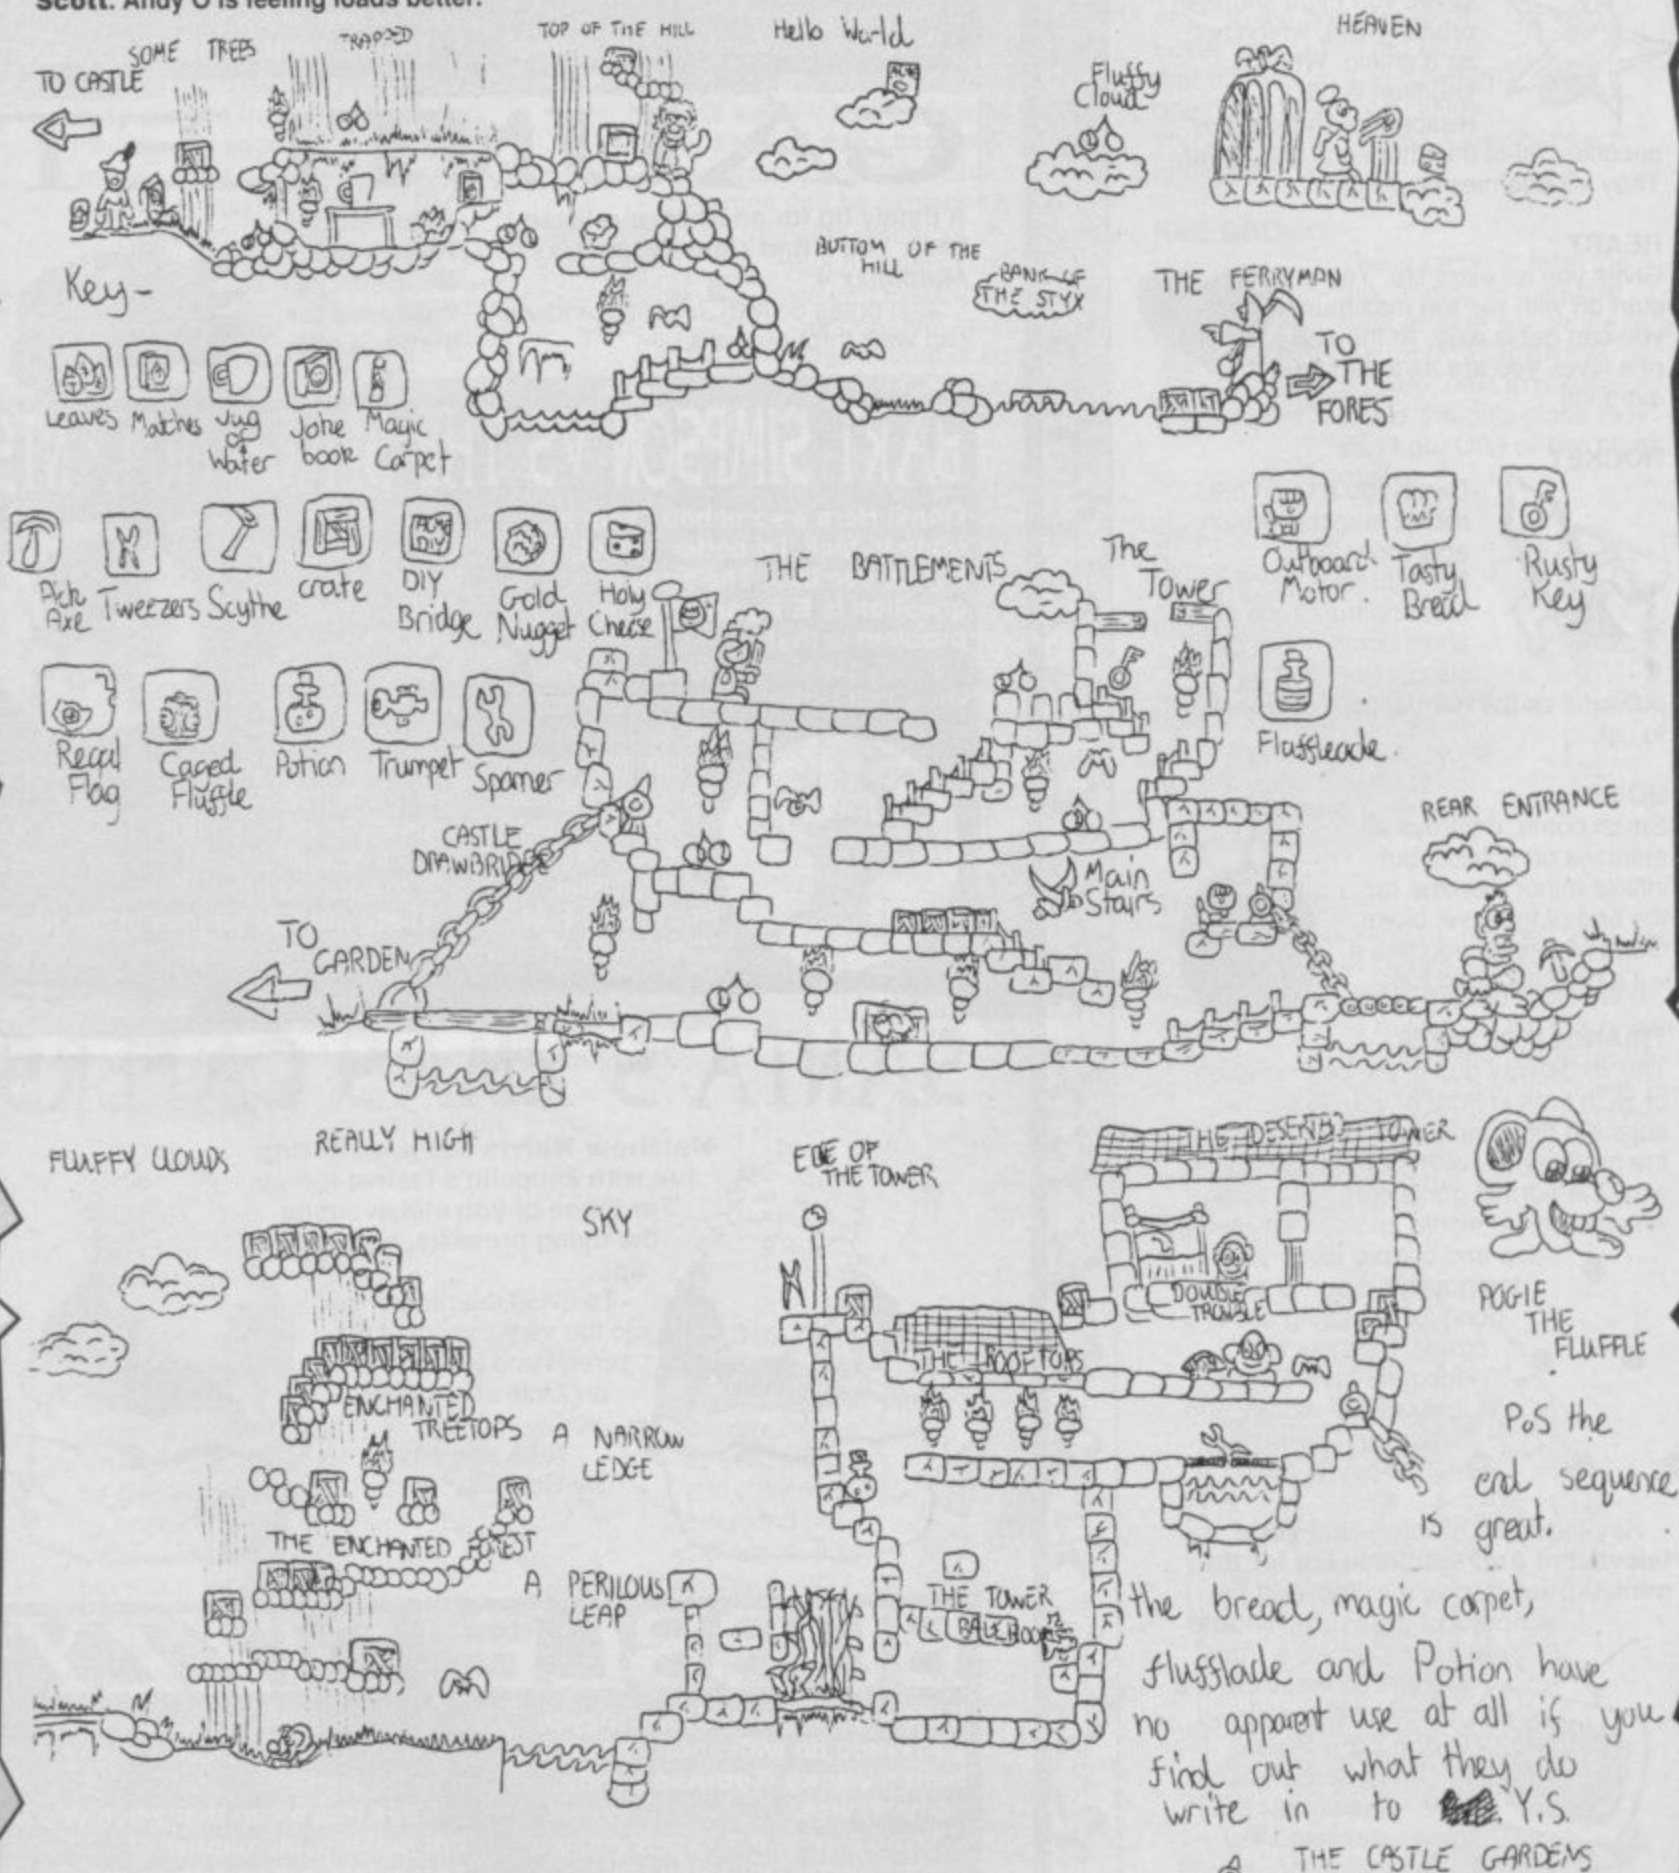 Scott: Andy O is feeling loads better.
SOME TREES
TRAPPED
TOP OF THE HILL
Hello World
HEAVEN
TO CASTLE
Fluffy
Cloud
BUTTOM OF THE
HILL
BANK OF
THE STYX
THE FERRYMAN
TO
THE
FORES
Key-
Leaves
Matches
Jug
of
Water
Joke
book
Magic
Carpet
Pick
Axe
Tweezers
Scythe
crate
ACME
DIY
DIY
Bridge
Gold
Nugget
Holy
Cheese
THE BATTLEMENTS
The
Tower
Outboard
Motor.
Tasty
Bread
Rusty
Key
Regal
Flag
Caged
Fluffle
Potion
Trumpet
Spanner
Flaffleade.
CASTLE
DRAWBRIDGE
Main
Stairs
REAR ENTRANCE
TO
GARDEN
FLUFFY CLOUDS
REALLY HIGH
SKY
EDE OF
THE TOWER
THE DESERTED TOWER
DOUBLE
TROUBLE
THE ROOFTOPS
POGIE
THE
FLUFFLE
ENCHANTED
TREETOPS
A NARROW
LEDGE
THE ENCHANTED FOREST
A PERILOUS
LEAP
THE TOWER
P.S the
end sequence
is great.
the bread, magic carpet,
flufflade and Potion have
no apparent use at all if you
find out what they do
write in to Y.S.
THE CASTLE GARDENS